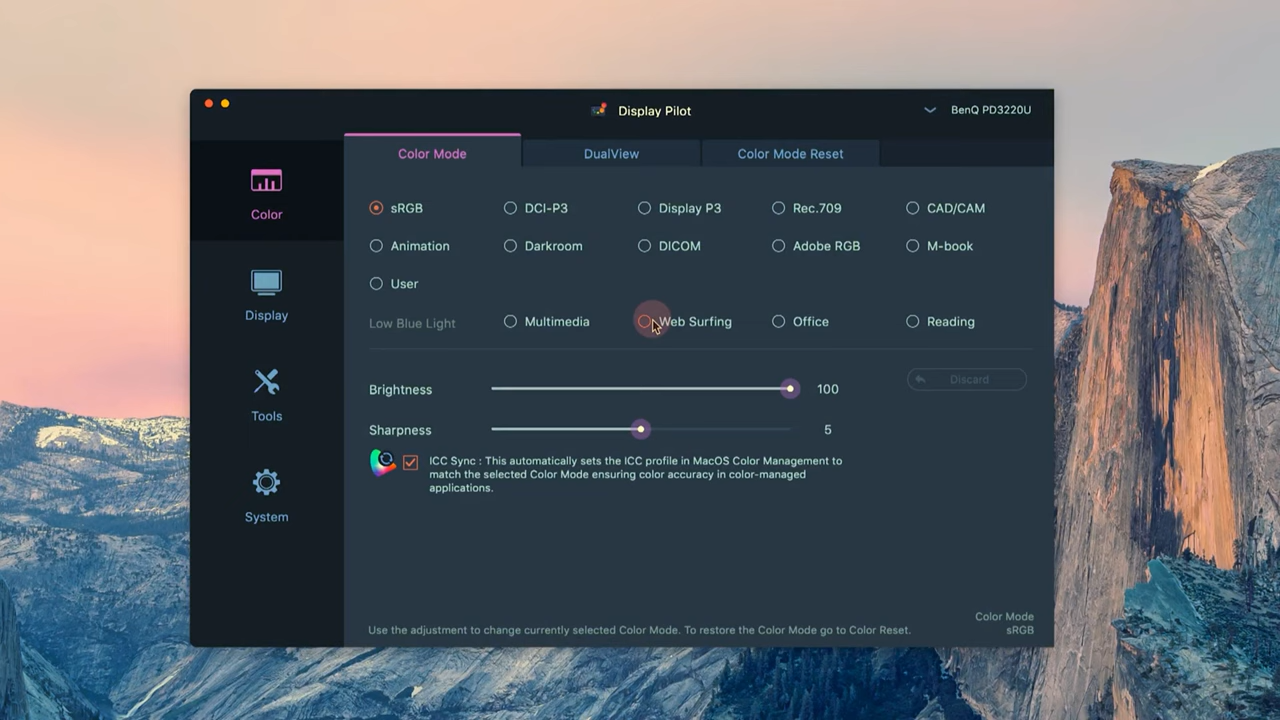 Display Pilot
BenQ PD3220U
Color Mode
DualView
Color Mode Reset
Color
Display
Tools
System
sRGB
DCI-P3
Display P3
Rec.709
CAD/CAM
Animation
Darkroom
DICOM
Adobe RGB
M-book
User
Low Blue Light
Multimedia
Web Surfing
Office
Reading
Brightness
100
Discard
Sharpness
5
ICC Sync : This automatically sets the ICC profile in MacOS Color Management to
match the selected Color Mode ensuring color accuracy in color-managed
applications.
Use the adjustment to change currently selected Color Mode. To restore the Color Mode go to Color Reset.
Color Mode
sRGB